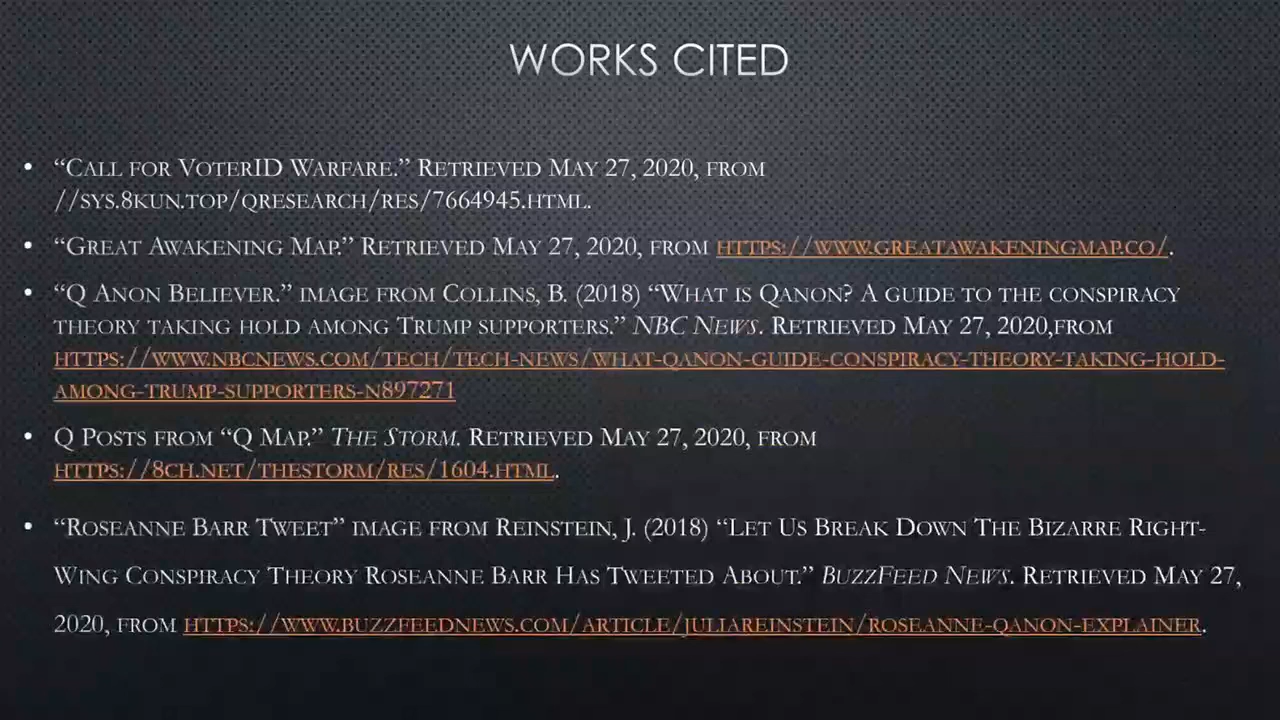 WORKS CITED
• “CALL FOR VOTERID WARFARE.” RETRIEVED MAY 27, 2020, FROM
//SYS.8KUN.TOP/QRESEARCH/RES/7664945.HTML.
• “GREAT AWAKENING MAP.” RETRIEVED MAY 27, 2020, FROM HTTPS://WWW.GREATAWAKENINGMAP.CO/.
• “Q ANON BELIEVER.” IMAGE FROM COLLINS, B. (2018) “WHAT IS QANON? A GUIDE TO THE CONSPIRACY
THEORY TAKING HOLD AMONG TRUMP SUPPORTERS.” NBC NEWS. RETRIEVED MAY 27, 2020,FROM
HTTPS://WWW.NBCNEWS.COM/TECH/TECH-NEWS/WHAT-QANON-GUIDE-CONSPIRACY-THEORY-TAKING-HOLD-
AMONG-TRUMP-SUPPORTERS-N897271
• Q POSTS FROM “Q MAP.” THE STORM. RETRIEVED MAY 27, 2020, FROM
HTTPS://8CH.NET/THESTORM/RES/1604.HTML.
• “ROSEANNE BARR TWEET” IMAGE FROM REINSTEIN, J. (2018) “LET US BREAK DOWN THE BIZARRE RIGHT-
WING CONSPIRACY THEORY ROSEANNE BARR HAS TWEETED ABOUT.” BUZZFEED NEWS. RETRIEVED MAY 27,
2020, FROM HTTPS://WWW.BUZZFEEDNEWS.COM/ARTICLE/JULIAREINSTEIN/ROSEANNE-QANON-EXPLAINER.